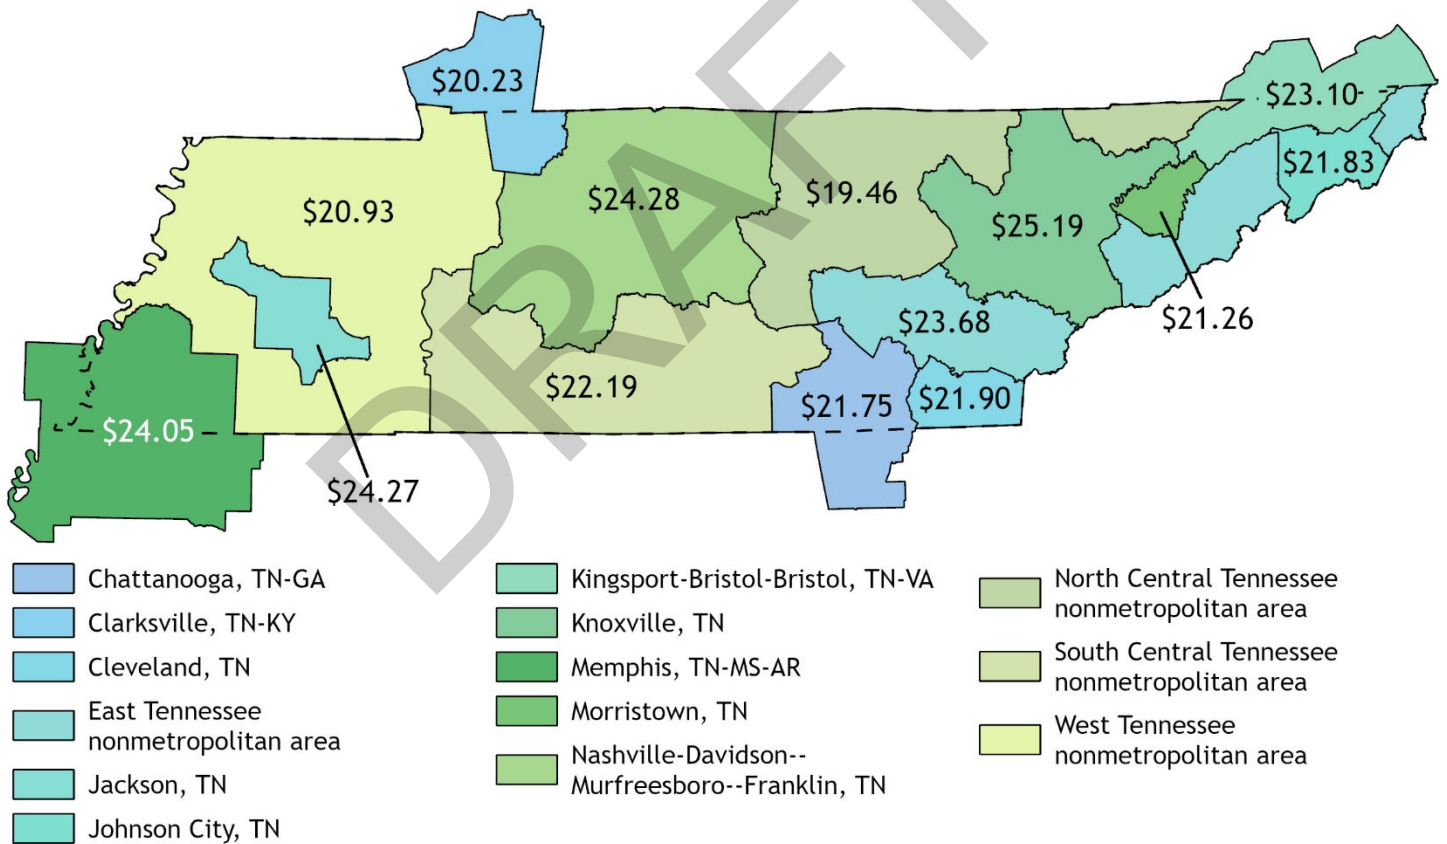 DRAFT
$20.23
$23.10
$21.83
$24.28
$19.46
$20.93
$25.19
$21.26
$23.68
$22.19
$21.75
$21.90
$24.05
$24.27
Chattanooga, TN-GA
Clarksville, TN-KY
Cleveland, TN
East Tennessee
nonmetropolitan area
Jackson, TN
Johnson City, TN
Kingsport-Bristol-Bristol, TN-VA
Knoxville, TN
Memphis, TN-MS-AR
Morristown, TN
Nashville-Davidson--
Murfreesboro--Franklin, TN
North Central Tennessee
nonmetropolitan area
South Central Tennessee
nonmetropolitan area
West Tennessee
nonmetropolitan area